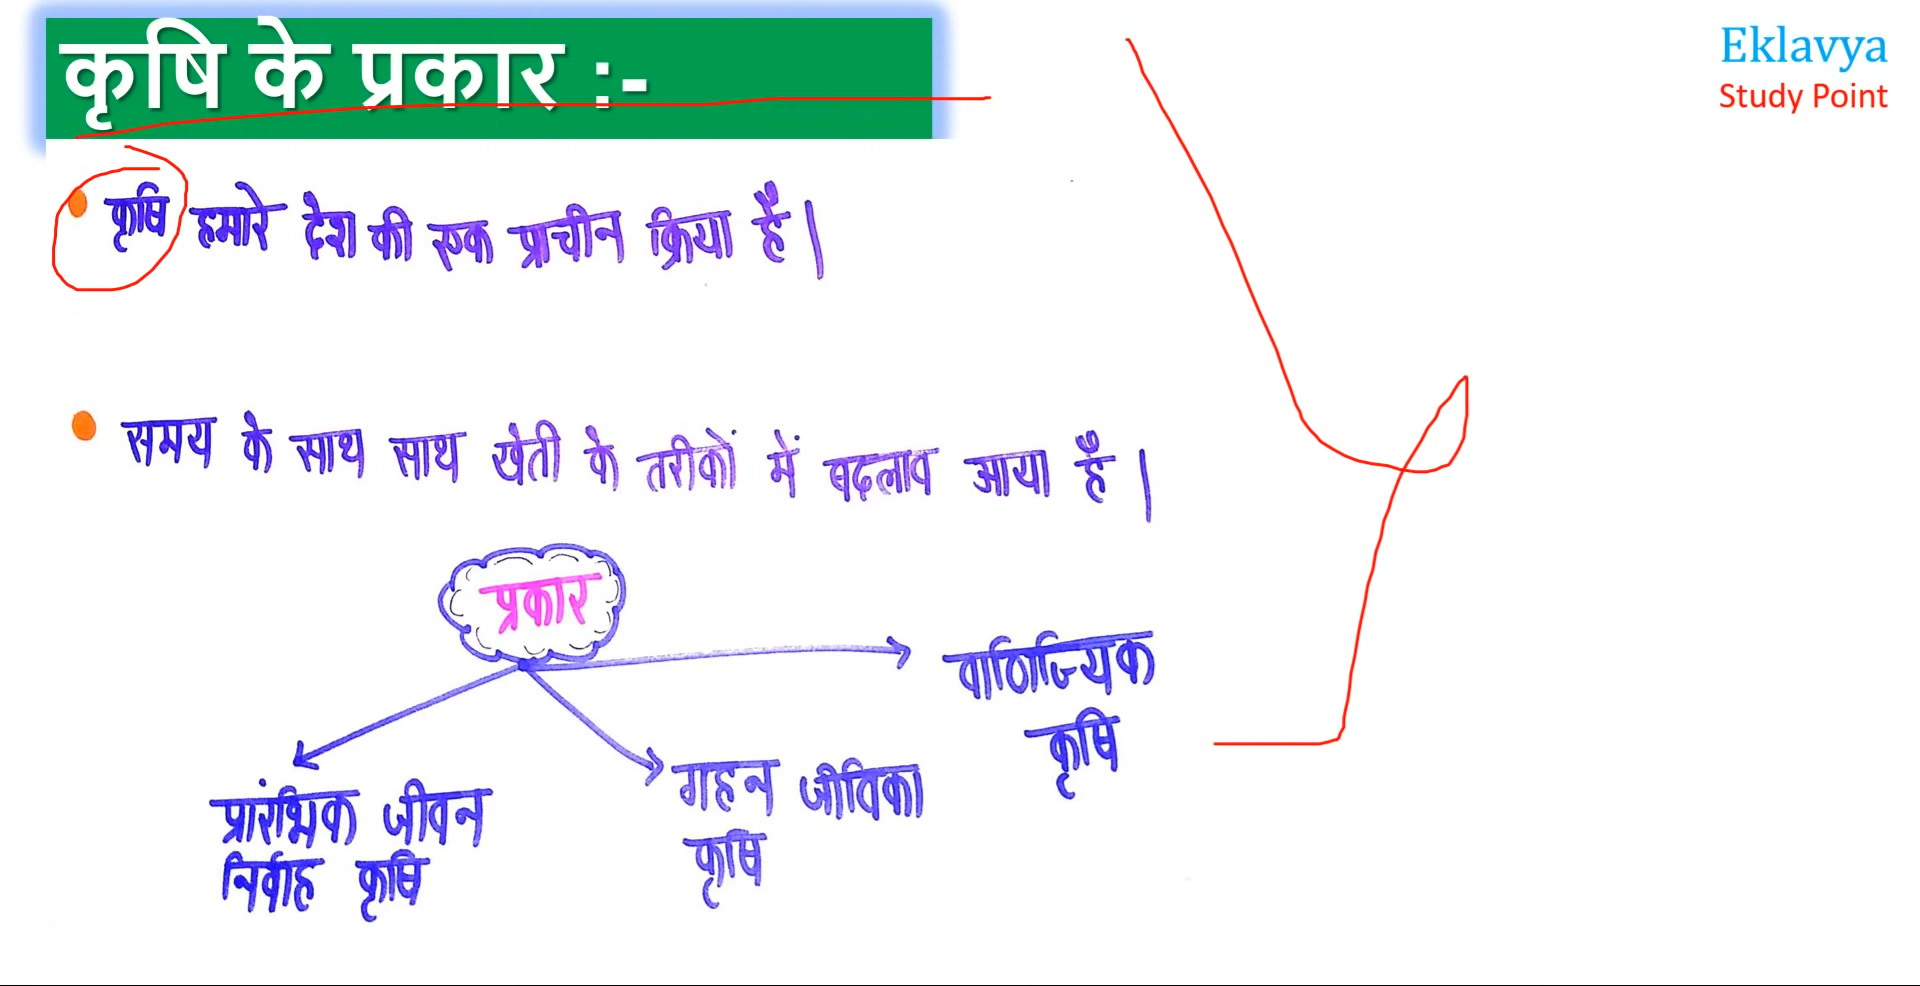 कृषि के प्रकार :-
Eklavya
Study Point
कृषि हमारे देश की एक प्राचीन क्रिया है|
समय के साथ साथ खेती के तरीकों में बदलाव आया है |
प्रकार
वाणिज्यिक
कृषि
गहन जीविका
कृषि
प्रारंभिक जीवन
निर्वाह कृषि